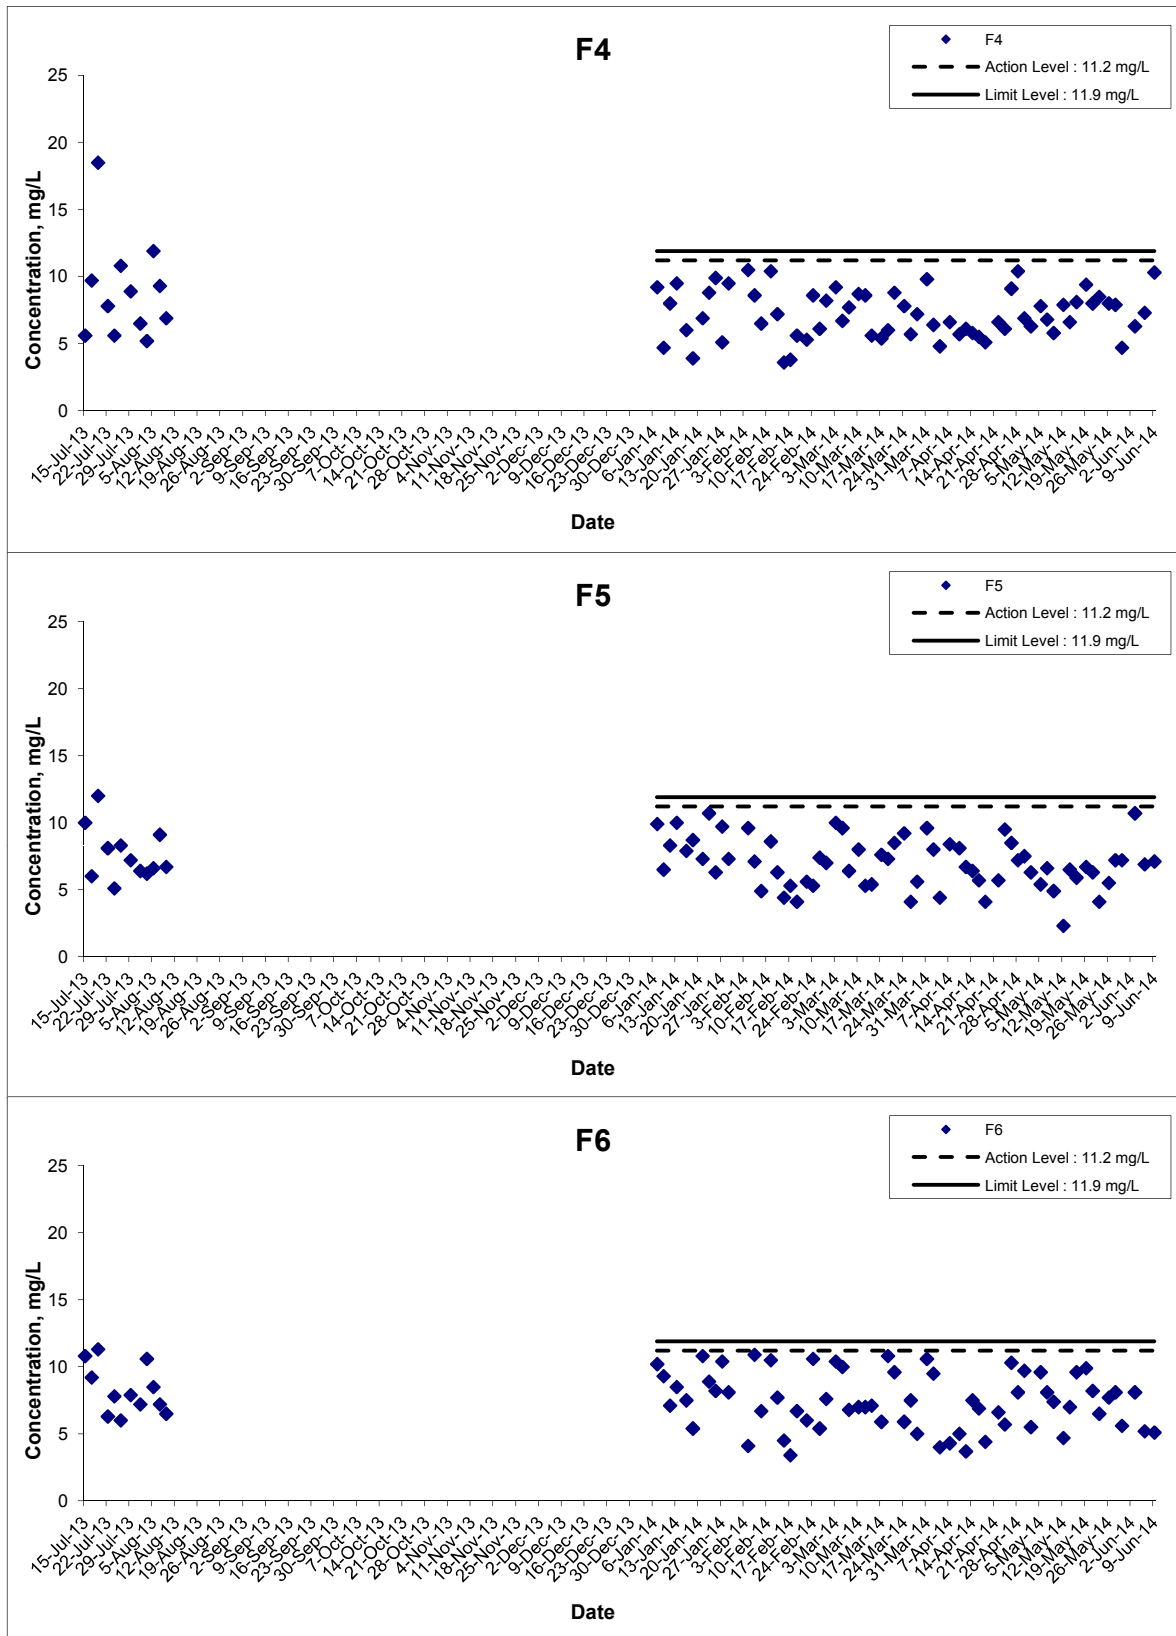 F4
F4
Action Level : 11.2 mg/L
Limit Level : 11.9 mg/L
Concentration, mg/L
25
20
15
10
5
0
15-Jul-13
22-Jul-13
29-Jul-13
5-Aug-13
12-Aug-13
19-Aug-13
26-Aug-13
2-Sep-13
9-Sep-13
16-Sep-13
23-Sep-13
30-Sep-13
7-Oct-13
14-Oct-13
21-Oct-13
28-Oct-13
4-Nov-13
11-Nov-13
18-Nov-13
25-Nov-13
2-Dec-13
9-Dec-13
16-Dec-13
23-Dec-13
30-Dec-13
6-Jan-14
13-Jan-14
20-Jan-14
27-Jan-14
3-Feb-14
10-Feb-14
17-Feb-14
24-Feb-14
3-Mar-14
10-Mar-14
17-Mar-14
24-Mar-14
31-Mar-14
7-Apr-14
14-Apr-14
21-Apr-14
28-Apr-14
5-May-14
12-May-14
19-May-14
26-May-14
2-Jun-14
9-Jun-14
Date
F5
F5
Action Level : 11.2 mg/L
Limit Level : 11.9 mg/L
Concentration, mg/L
25
20
15
10
5
0
15-Jul-13
22-Jul-13
29-Jul-13
5-Aug-13
12-Aug-13
19-Aug-13
26-Aug-13
2-Sep-13
9-Sep-13
16-Sep-13
23-Sep-13
30-Sep-13
7-Oct-13
14-Oct-13
21-Oct-13
28-Oct-13
4-Nov-13
11-Nov-13
18-Nov-13
25-Nov-13
2-Dec-13
9-Dec-13
16-Dec-13
23-Dec-13
30-Dec-13
6-Jan-14
13-Jan-14
20-Jan-14
27-Jan-14
3-Feb-14
10-Feb-14
17-Feb-14
24-Feb-14
3-Mar-14
10-Mar-14
17-Mar-14
24-Mar-14
31-Mar-14
7-Apr-14
14-Apr-14
21-Apr-14
28-Apr-14
5-May-14
12-May-14
19-May-14
26-May-14
2-Jun-14
9-Jun-14
Date
F6
F6
Action Level : 11.2 mg/L
Limit Level : 11.9 mg/L
Concentration, mg/L
25
20
15
10
5
0
15-Jul-13
22-Jul-13
29-Jul-13
5-Aug-13
12-Aug-13
19-Aug-13
26-Aug-13
2-Sep-13
9-Sep-13
16-Sep-13
23-Sep-13
30-Sep-13
7-Oct-13
14-Oct-13
21-Oct-13
28-Oct-13
4-Nov-13
11-Nov-13
18-Nov-13
25-Nov-13
2-Dec-13
9-Dec-13
16-Dec-13
23-Dec-13
30-Dec-13
6-Jan-14
13-Jan-14
20-Jan-14
27-Jan-14
3-Feb-14
10-Feb-14
17-Feb-14
24-Feb-14
3-Mar-14
10-Mar-14
17-Mar-14
24-Mar-14
31-Mar-14
7-Apr-14
14-Apr-14
21-Apr-14
28-Apr-14
5-May-14
12-May-14
19-May-14
26-May-14
2-Jun-14
9-Jun-14
Date